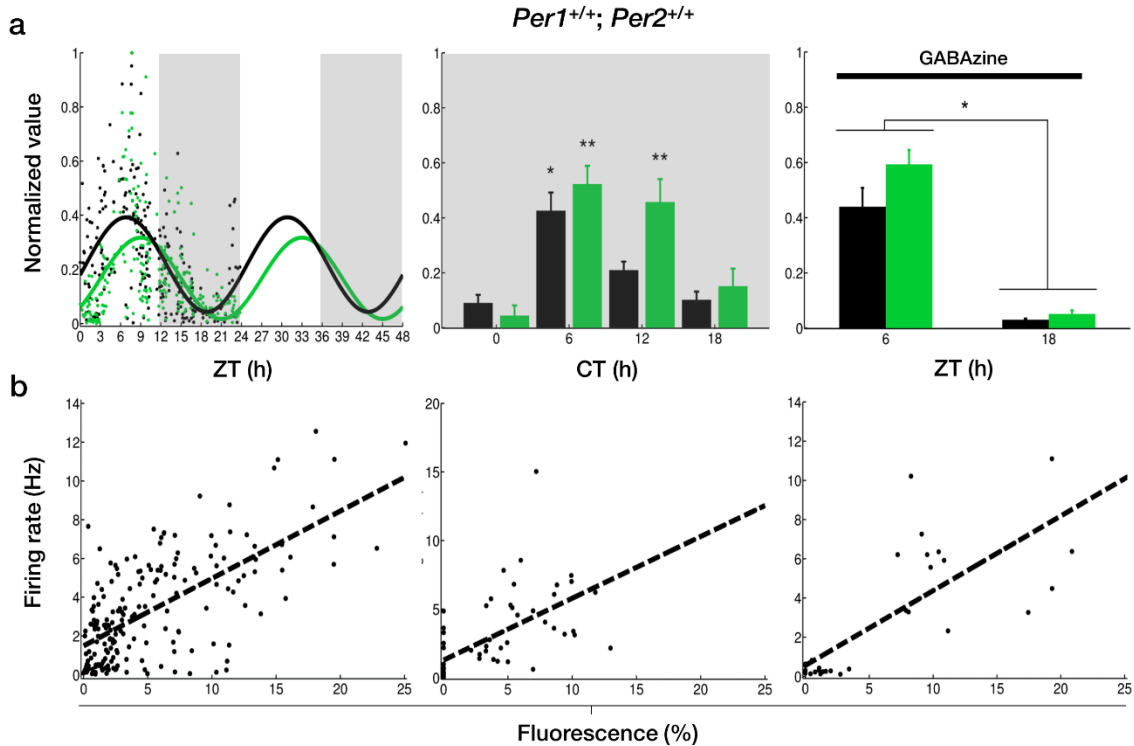 Per1+/+; Per2+/+
a
Normalized value
1
0.8
0.6
0.4
0.2
0
0 3 6 9 12 15 18 21 24 27 30 33 36 39 42 45 48
ZT (h)
1
0.8
0.6
0.4
0.2
0
* ** **
0 6 12 18
CT (h)
1
0.8
0.6
0.4
0.2
0
GABAzine
*
6 18
ZT (h)
b
Firing rate (Hz)
14
12
10
8
6
4
2
0
0 5 10 15 20 25
20
15
10
5
0
0 5 10 15 20 25
14
12
10
8
6
4
2
0
0 5 10 15 20 25
Fluorescence (%)